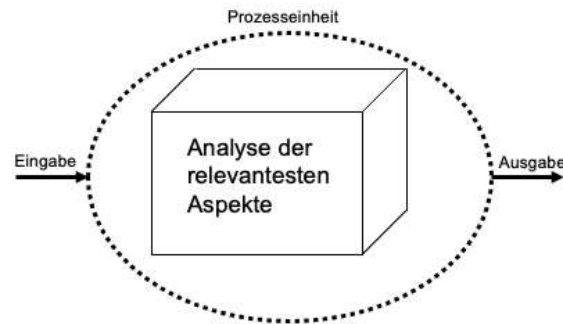 Prozesseinheit
Eingabe
Analyse der
relevantesten
Aspekte
Ausgabe